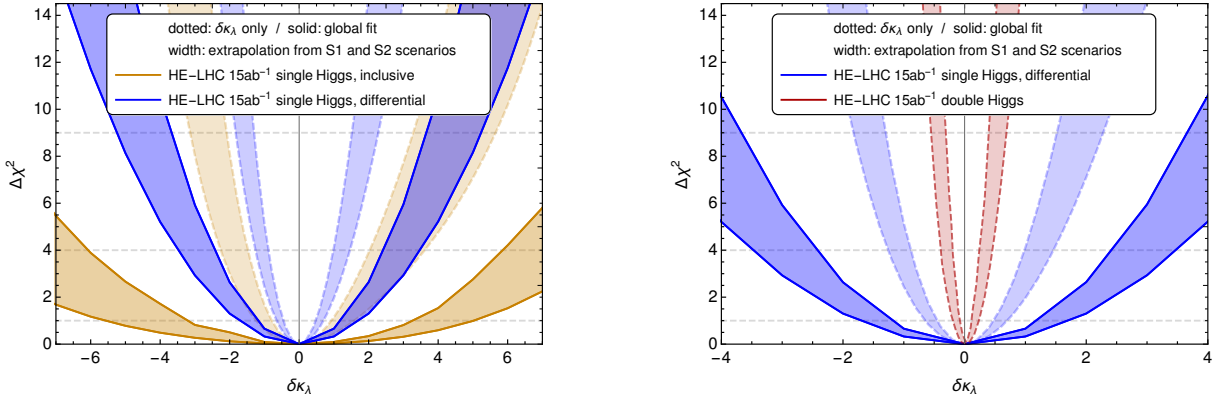 dotted: δκλ only / solid: global fit
width: extrapolation from S1 and S2 scenarios
HE−LHC 15ab⁻¹ single Higgs, inclusive
HE−LHC 15ab⁻¹ single Higgs, differential
14
12
10
8
6
4
2
0
Δχ²
−6 −4 −2 0 2 4 6
δκλ
dotted: δκλ only / solid: global fit
width: extrapolation from S1 and S2 scenarios
HE−LHC 15ab⁻¹ single Higgs, differential
HE−LHC 15ab⁻¹ double Higgs
14
12
10
8
6
4
2
0
Δχ²
−4 −2 0 2 4
δκλ